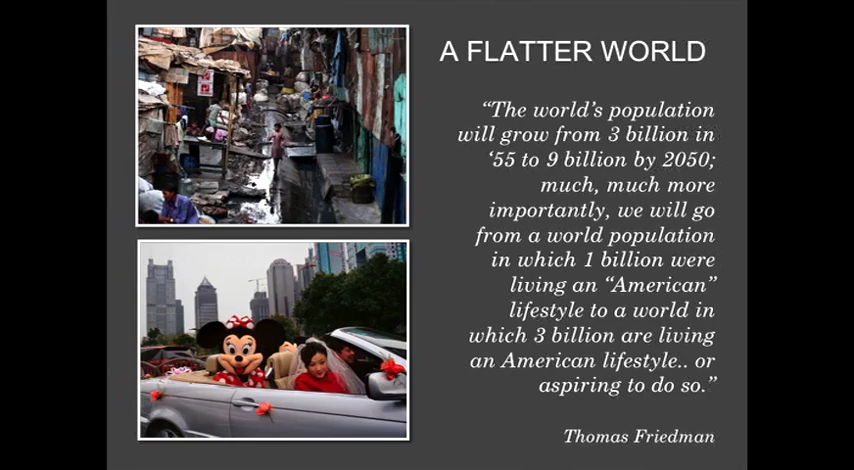 A FLATTER WORLD
“The world’s population
will grow from 3 billion in
‘55 to 9 billion by 2050;
much, much more
importantly, we will go
from a world population
in which 1 billion were
living an “American”
lifestyle to a world in
which 3 billion are living
an American lifestyle.. or
aspiring to do so.”
Thomas Friedman